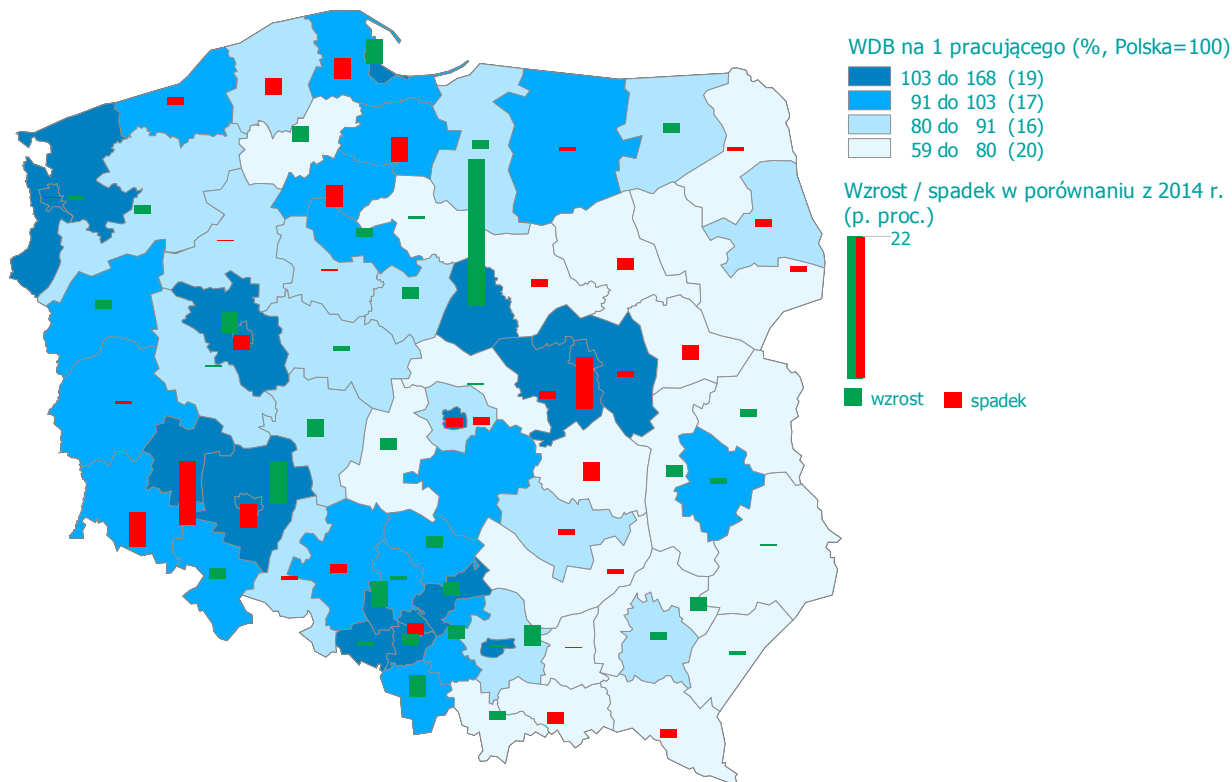 WDB na 1 pracującego (%, Polska=100)
103 do 168 (19)
91 do 103 (17)
80 do 91 (16)
59 do 80 (20)
Wzrost / spadek w porównaniu z 2014 r.
(p. proc.)
22
wzrost spadek